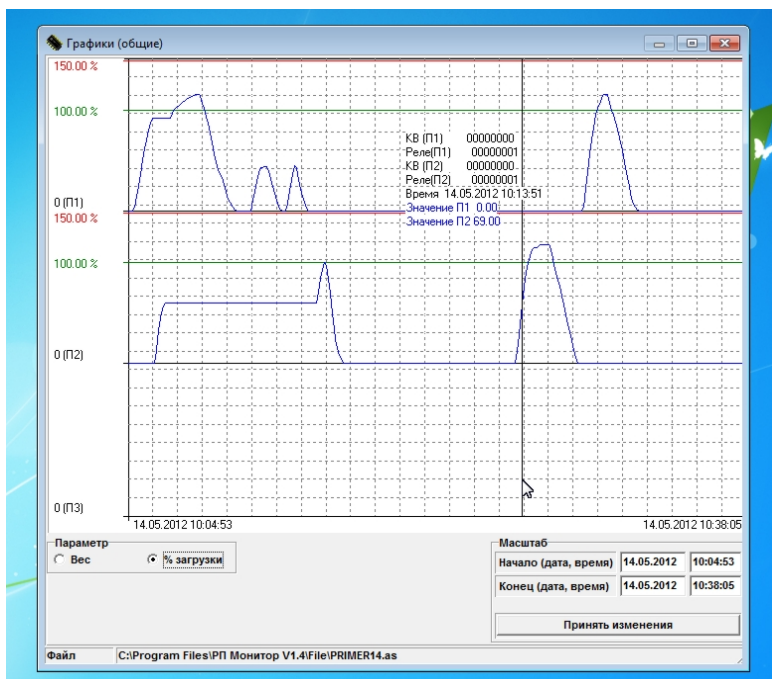 Графики (общие)
150.00 %
100.00 %
КВ (П1) 00000000
Реле(П1) 00000001
КВ (П2) 00000001
Реле(П2) 00000001
Время 14.05.2012 10:13:51
0 (П1)
150.00 %
Значение П1 0.00
Значение П2 69.00
100.00 %
0 (П2)
0 (П3)
14.05.2012 10:04:53
14.05.2012 10:38:05
Параметр
Вес
% загрузки
Масштаб
Начало (дата, время) 14.05.2012 10:04:53
Конец (дата, время) 14.05.2012 10:38:05
Принять изменения
Файл C:\Program Files\РП Монитор V1.4\File\PRIMER14.as